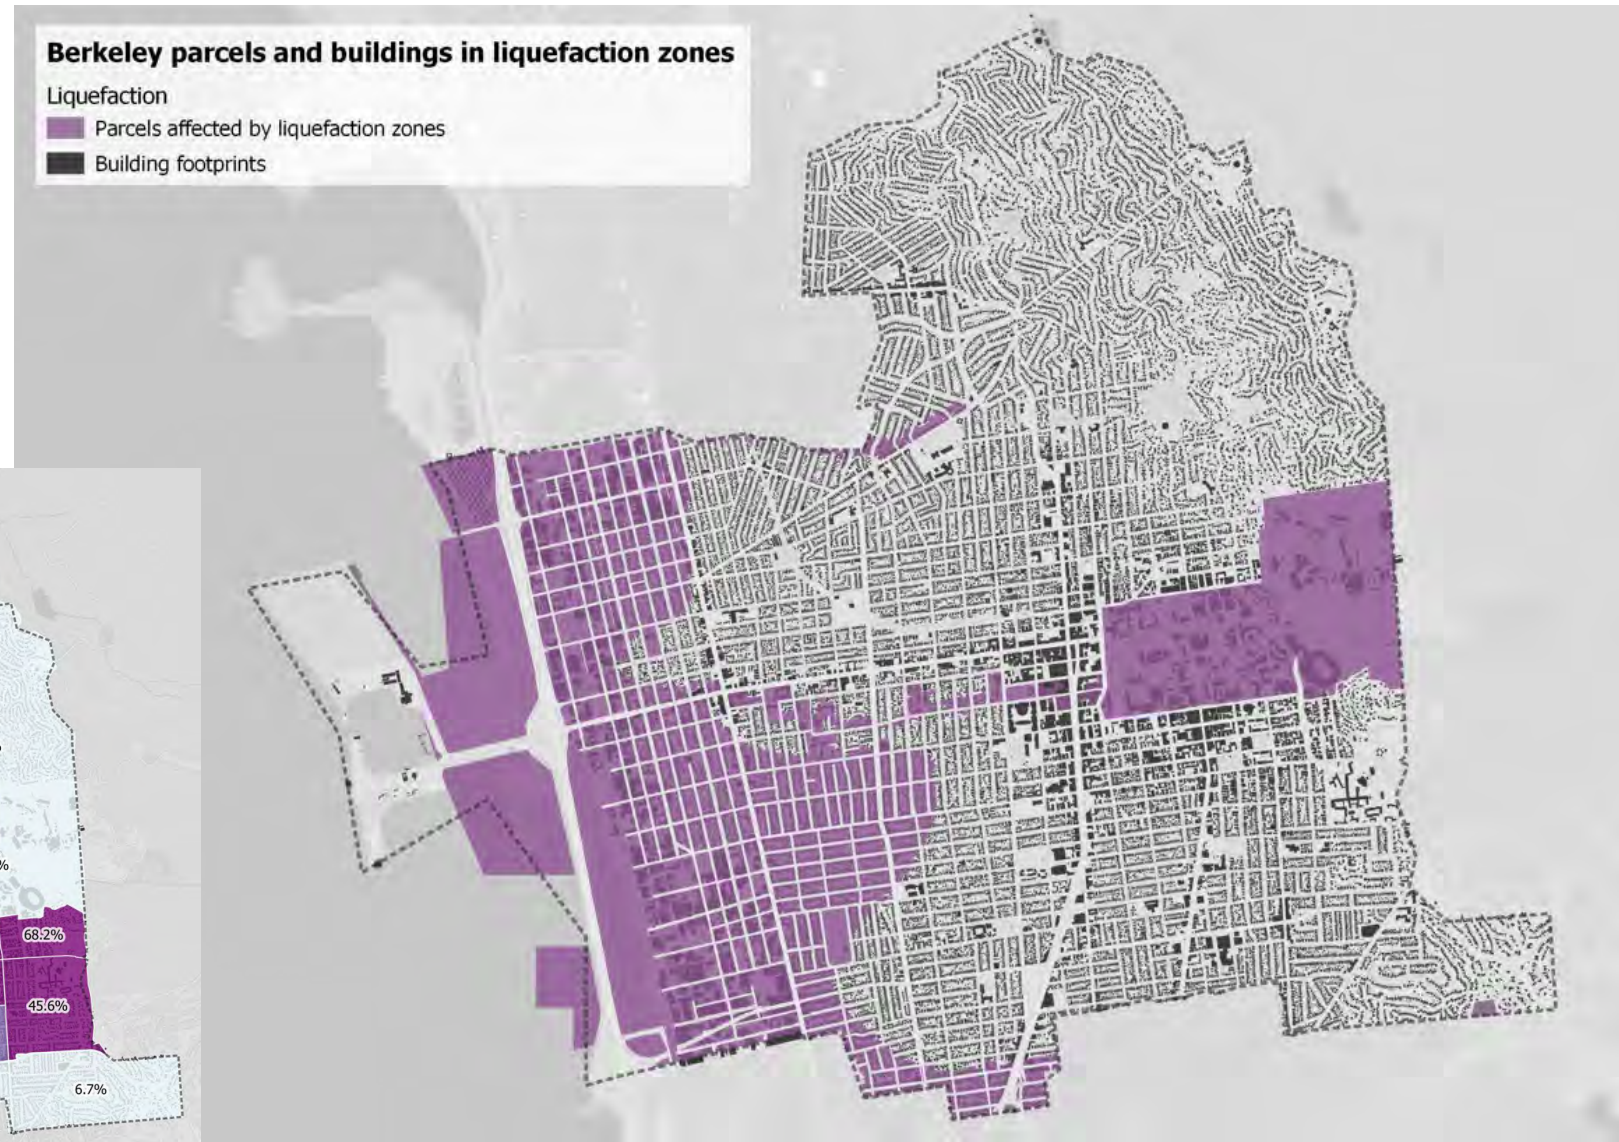 Berkeley parcels and buildings in liquefaction zones
Liquefaction
Parcels affected by liquefaction zones
Building footprints
%
68.2%
45.6%
6.7%